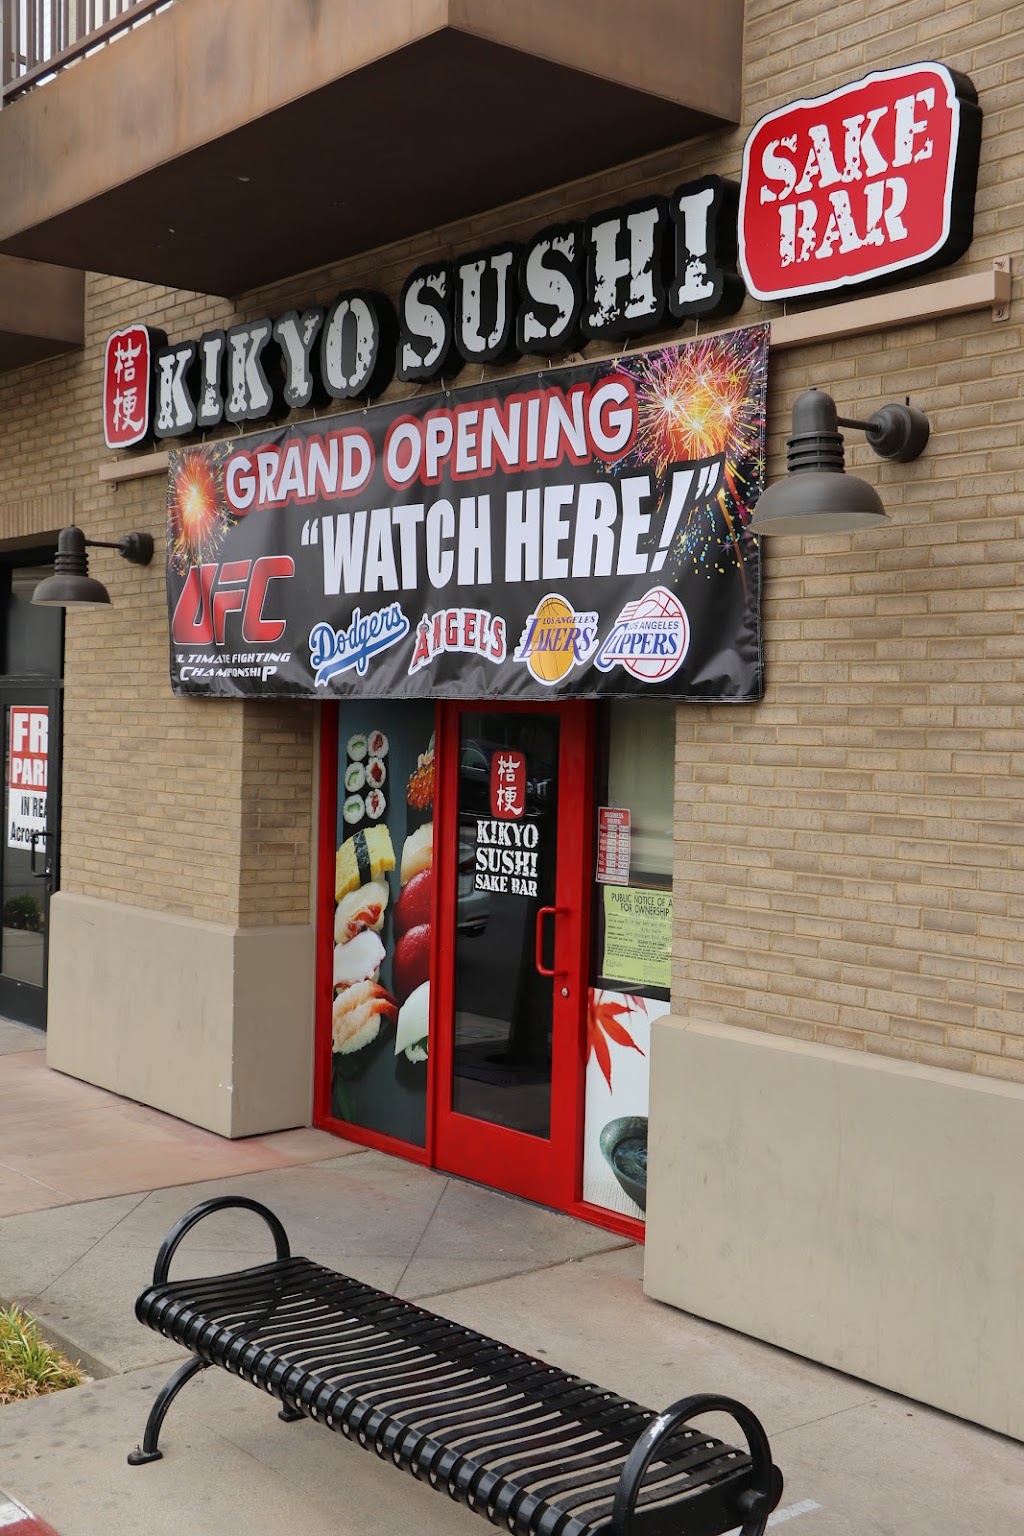 SAKE
BAR
桔
梗
KIKYO SUSHI
GRAND OPENING
"WATCH HERE!"
UFC
ULTIMATE FIGHTING
CHAMPIONSHIP
Dodgers
ANGELS
LOS ANGELES
LAKERS
LOS ANGELES
CLIPPERS
FR
PAR
IN REA
Across
桔
梗
KIKYO
SUSHI
SAKE BAR
BUSINESS
HOURS
PUBLIC NOTICE OF A
FOR OWNERSHIP